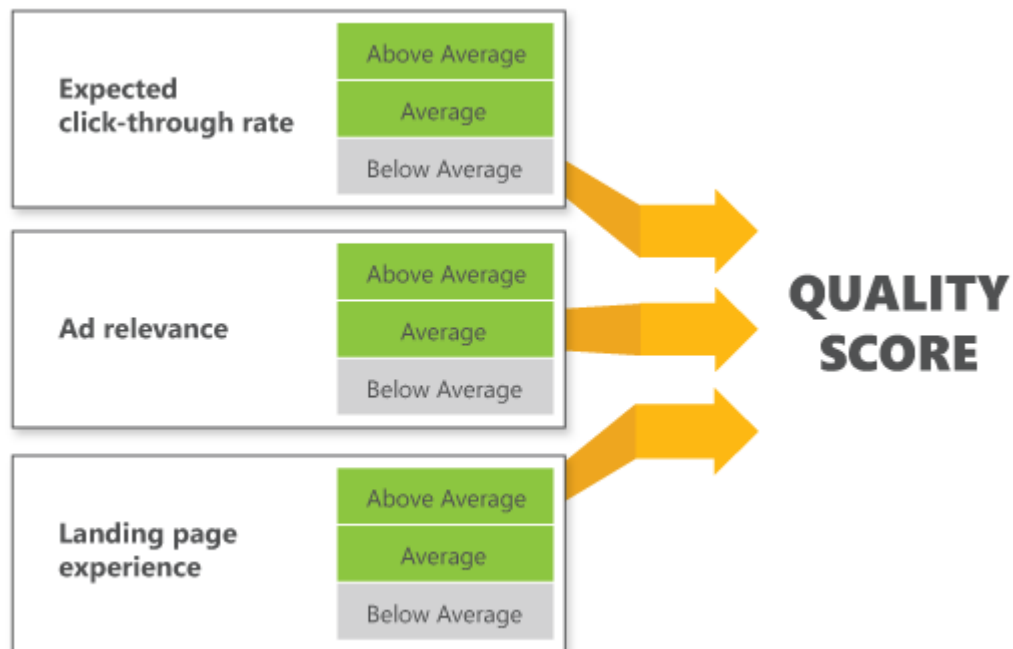 Expected
click-through rate
Above Average
Average
Below Average
Ad relevance
Above Average
Average
Below Average
Landing page
experience
Above Average
Average
Below Average
QUALITY
SCORE